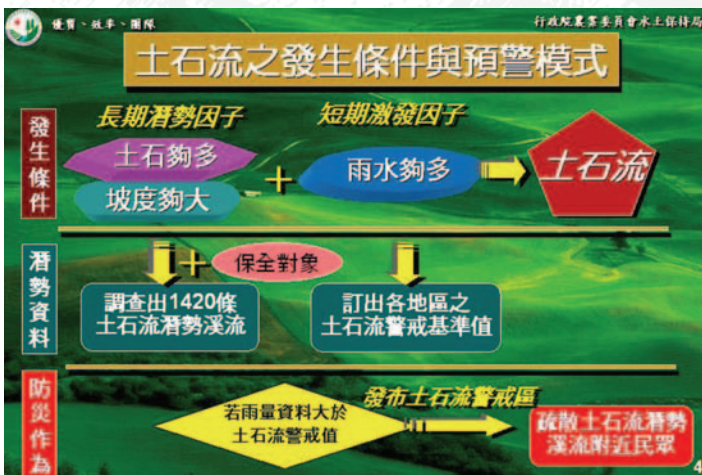 優質、效率、團隊
行政院農業委員會水土保持局
土石流之發生條件與預警模式
發生條件
長期潛勢因子
短期激發因子
土石夠多
坡度夠大
+
雨水夠多
土石流
潛勢資料
+
保全對象
調查出1420條
土石流潛勢溪流
訂出各地區之
土石流警戒基準值
防災作為
若雨量資料大於
土石流警戒值
發布土石流警戒區
疏散土石流潛勢
溪流附近民眾
4